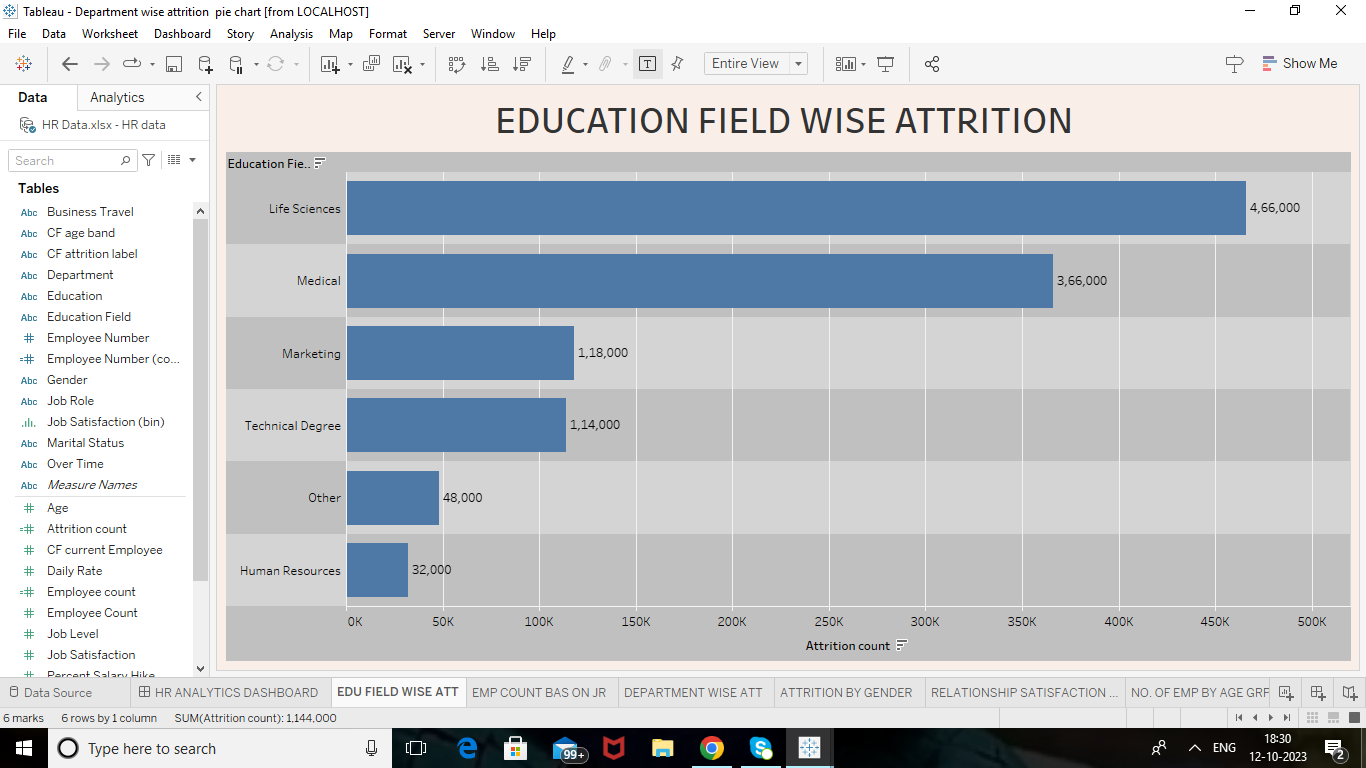 Tableau - Department wise attrition  pie chart [from LOCALHOST]
File Data Worksheet Dashboard Story Analysis Map Format Server Window Help
T Entire View Show Me
Data Analytics
HR Data.xlsx - HR data
Search
Tables
Abc Business Travel
Abc CF age band
Abc CF attrition label
Abc Department
Abc Education
Abc Education Field
# Employee Number
=# Employee Number (co...
Abc Gender
Abc Job Role
Job Satisfaction (bin)
Abc Marital Status
Abc Over Time
Abc Measure Names
# Age
=# Attrition count
# CF current Employee
# Daily Rate
=# Employee count
# Employee Count
# Job Level
# Job Satisfaction
# Percent Salary Hike
EDUCATION FIELD WISE ATTRITION
Education Fie..
Life Sciences 4,66,000
Medical 3,66,000
Marketing 1,18,000
Technical Degree 1,14,000
Other 48,000
Human Resources 32,000
0K 50K 100K 150K 200K 250K 300K 350K 400K 450K 500K
Attrition count
Data Source HR ANALYTICS DASHBOARD EDU FIELD WISE ATT EMP COUNT BAS ON JR DEPARTMENT WISE ATT ATTRITION BY GENDER RELATIONSHIP SATISFACTION ... NO. OF EMP BY AGE GRP
6 marks 6 rows by 1 column SUM(Attrition count): 1,144,000
Type here to search 99+ ENG 18:30
12-10-2023 2